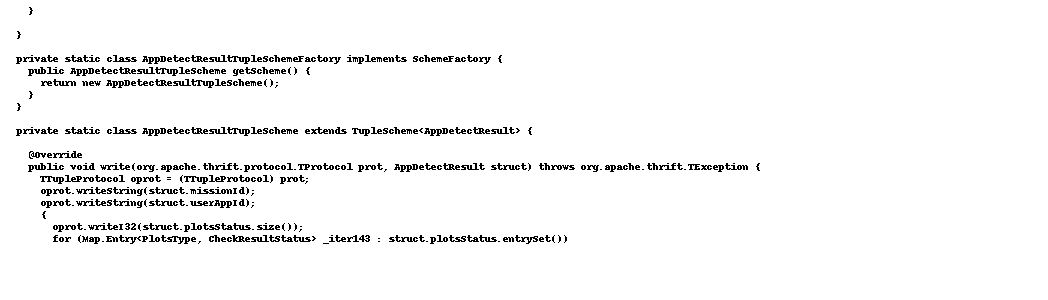 }
}
private static class AppDetectResultTupleSchemeFactory implements SchemeFactory {
public AppDetectResultTupleScheme getScheme() {
return new AppDetectResultTupleScheme();
}
}
private static class AppDetectResultTupleScheme extends TupleScheme<AppDetectResult> {
@Override
public void write(org.apache.thrift.protocol.TProtocol prot, AppDetectResult struct) throws org.apache.thrift.TException {
TTupleProtocol oprot = (TTupleProtocol) prot;
oprot.writeString(struct.missionId);
oprot.writeString(struct.userAppId);
{
oprot.writeI32(struct.plotsStatus.size());
for (Map.Entry<PlotsType, CheckResultStatus> _iter143 : struct.plotsStatus.entrySet())